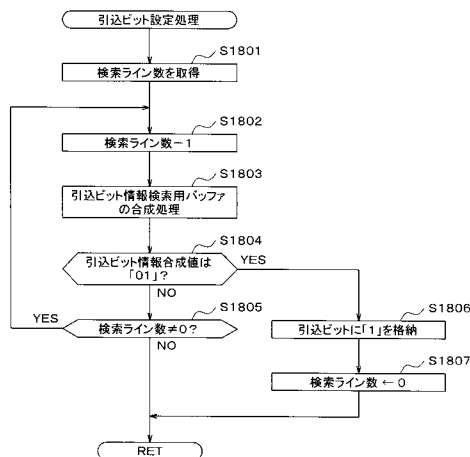 引込ビット設定処理
S1801
検索ライン数を取得
S1802
検索ライン数−1
S1803
引込ビット情報検索用バッファ
の合成処理
S1804
引込ビット情報合成値は
「01」?
YES
NO
S1805
YES
検索ライン数≠0?
NO
S1806
引込ビットに「1」を格納
S1807
検索ライン数 ← 0
RET